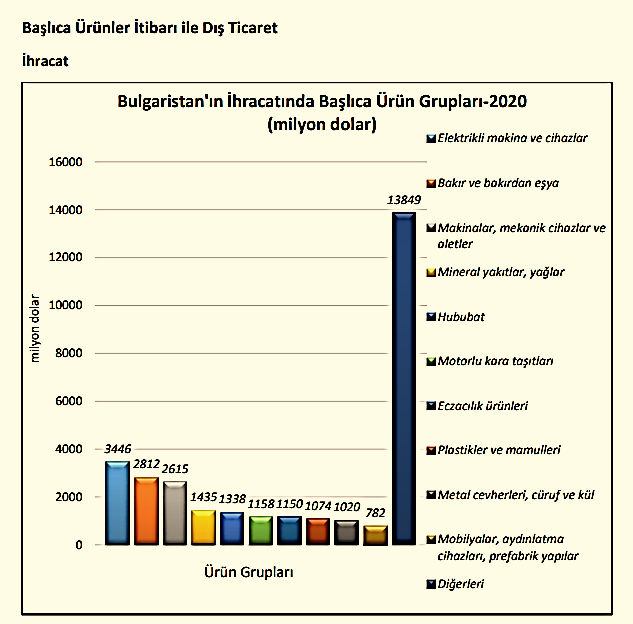 Başlıca Ürünler İtibarı ile Dış Ticaret
İhracat
Bulgaristan'ın İhracatında Başlıca Ürün Grupları-2020
(milyon dolar)
16000
14000
12000
10000
8000
6000
4000
2000
0
milyon dolar
3446
2812
2615
1435
1338
1158
1150
1074
1020
782
13849
Ürün Grupları
Elektrikli makina ve cihazlar
Bakır ve bakırdan eşya
Makinalar, mekanik cihazlar ve
aletler
Mineral yakıtlar, yağlar
Hububat
Motorlu kara taşıtları
Eczacılık ürünleri
Plastikler ve mamulleri
Metal cevherleri, cüruf ve kül
Mobilyalar, aydınlatma
cihazları, prefabrik yapılar
Diğerleri